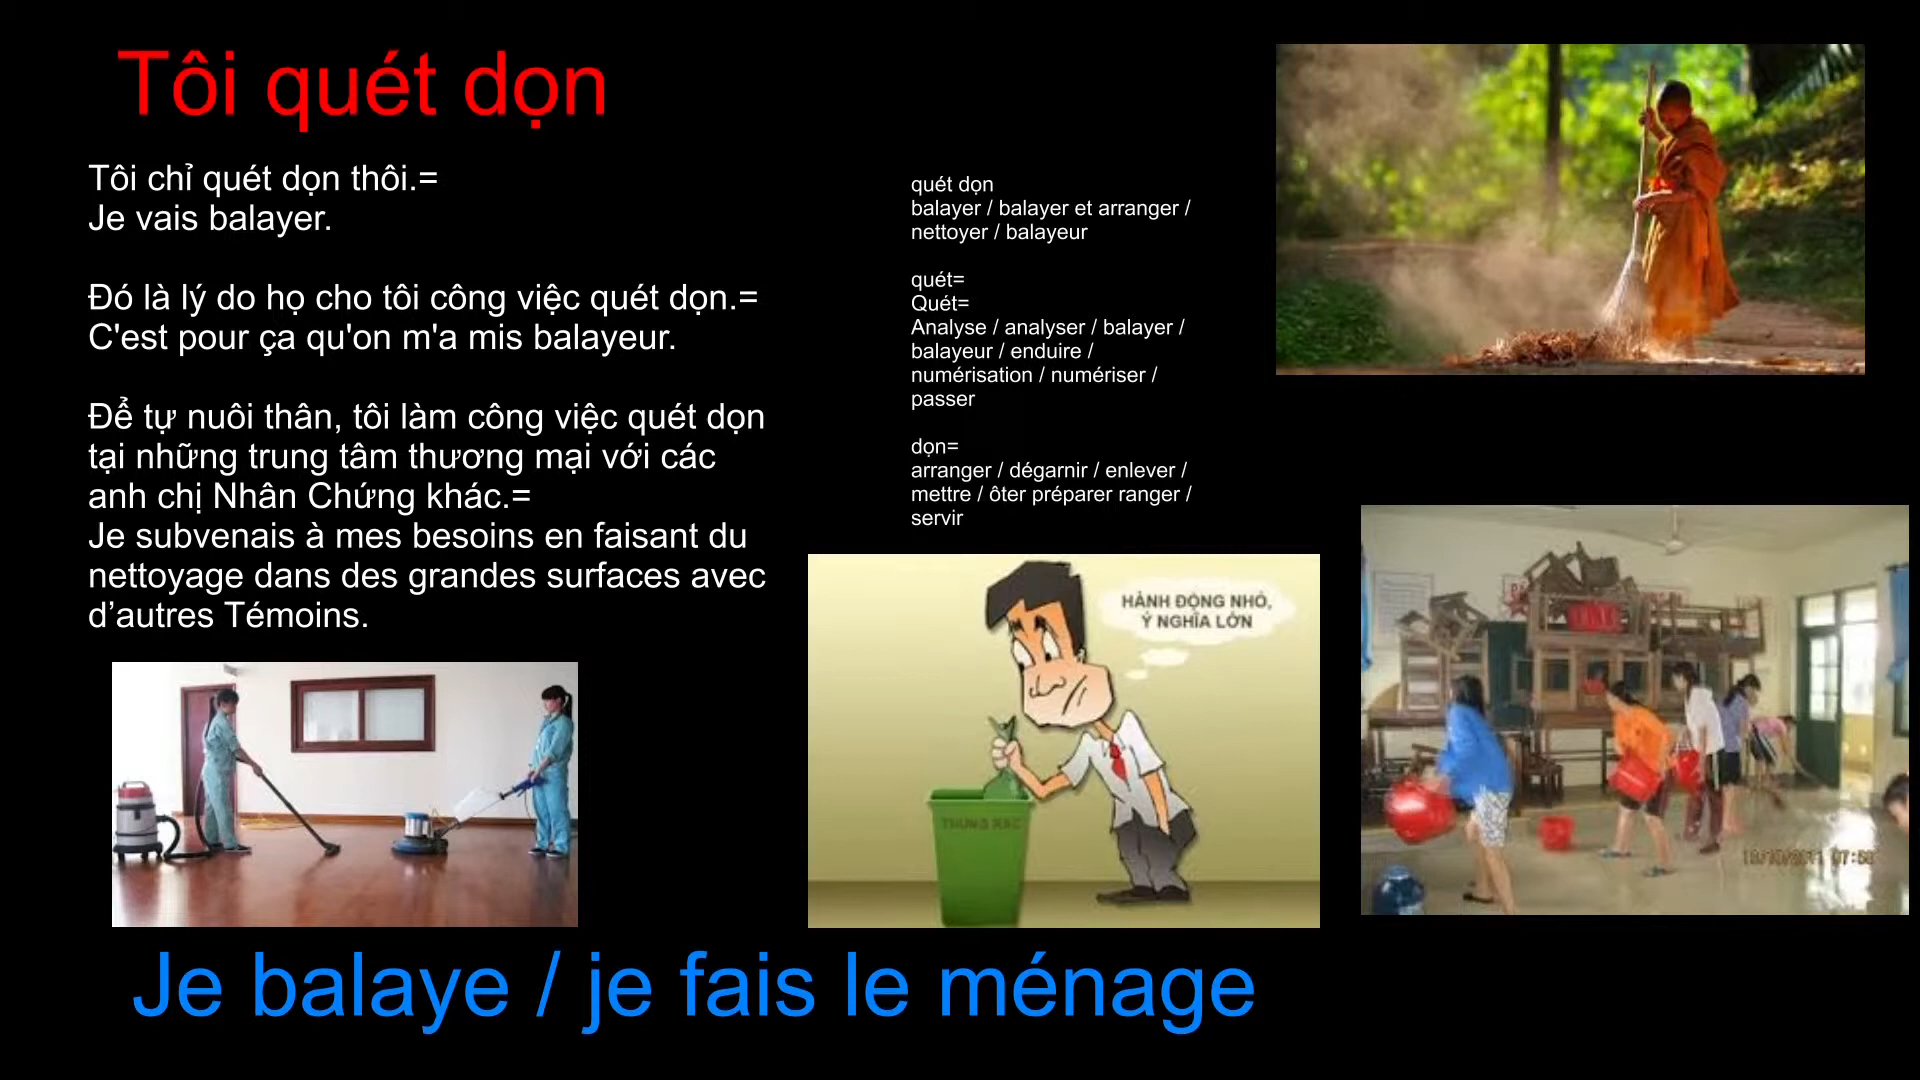 Tôi quét dọn
Tôi chỉ quét dọn thôi.=
Je vais balayer.
Đó là lý do họ cho tôi công việc quét dọn.=
C'est pour ça qu'on m'a mis balayeur.
Để tự nuôi thân, tôi làm công việc quét dọn
tại những trung tâm thương mại với các
anh chị Nhân Chứng khác.=
Je subvenais à mes besoins en faisant du
nettoyage dans des grandes surfaces avec
d’autres Témoins.
quét dọn
balayer / balayer et arranger /
nettoyer / balayeur
quét=
Quét=
Analyse / analyser / balayer /
balayeur / enduire /
numérisation / numériser /
passer
dọn=
arranger / dégarnir / enlever /
mettre / ôter préparer ranger /
servir
HÀNH ĐỘNG NHỎ,
Ý NGHĨA LỚN
THÙNG RÁC
Je balaye / je fais le ménage